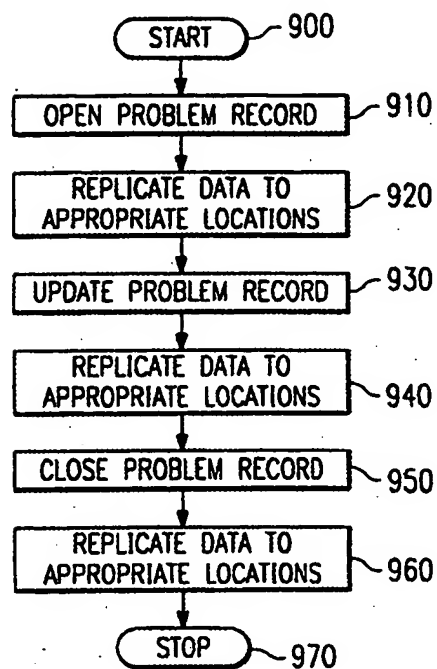 START
900
OPEN PROBLEM RECORD
910
REPLICATE DATA TO
APPROPRIATE LOCATIONS
920
UPDATE PROBLEM RECORD
930
REPLICATE DATA TO
APPROPRIATE LOCATIONS
940
CLOSE PROBLEM RECORD
950
REPLICATE DATA TO
APPROPRIATE LOCATIONS
960
STOP
970